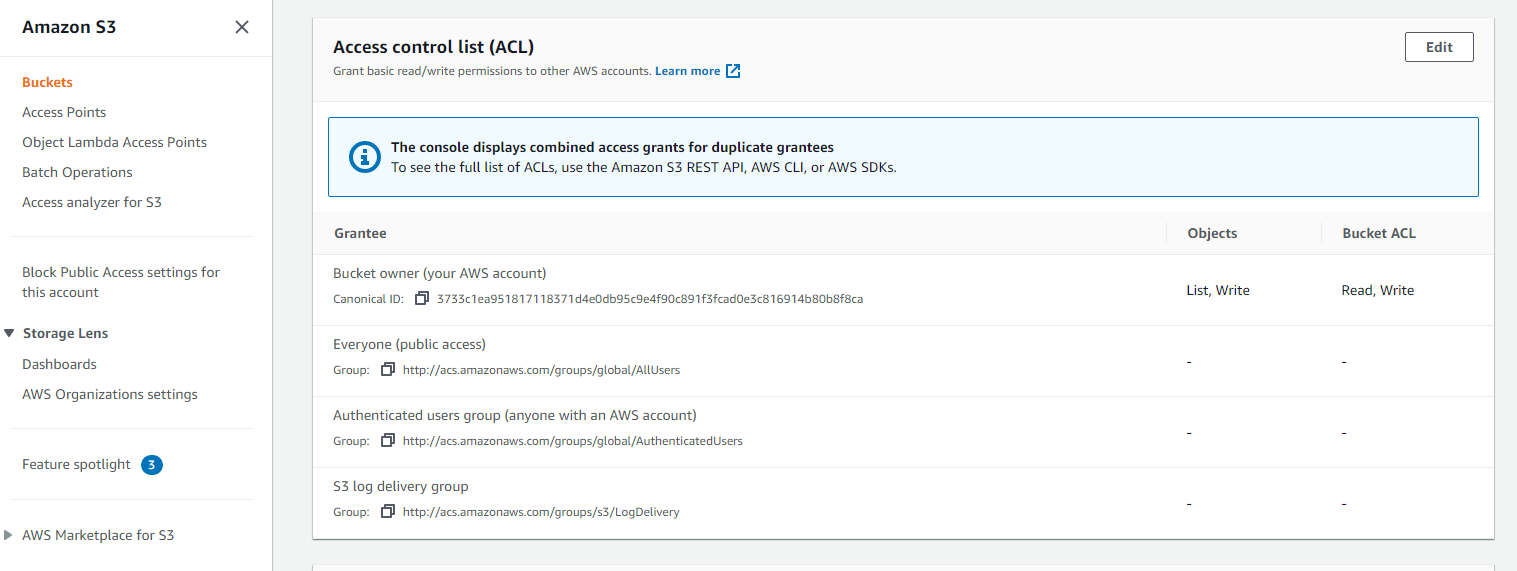 Amazon S3
Buckets
Access Points
Object Lambda Access Points
Batch Operations
Access analyzer for S3
Block Public Access settings for
this account
Storage Lens
Dashboards
AWS Organizations settings
Feature spotlight 3
AWS Marketplace for S3
Access control list (ACL)
Edit
Grant basic read/write permissions to other AWS accounts. Learn more
The console displays combined access grants for duplicate grantees
To see the full list of ACLs, use the Amazon S3 REST API, AWS CLI, or AWS SDKs.
Grantee Objects Bucket ACL
Bucket owner (your AWS account)
Canonical ID: 3733c1ea951817118371d4e0db95c9e4f90c891f3fcad0e3c816914b80b8f8ca
List, Write Read, Write
Everyone (public access)
Group: http://acs.amazonaws.com/groups/global/AllUsers
- -
Authenticated users group (anyone with an AWS account)
Group: http://acs.amazonaws.com/groups/global/AuthenticatedUsers
- -
S3 log delivery group
Group: http://acs.amazonaws.com/groups/s3/LogDelivery
- -